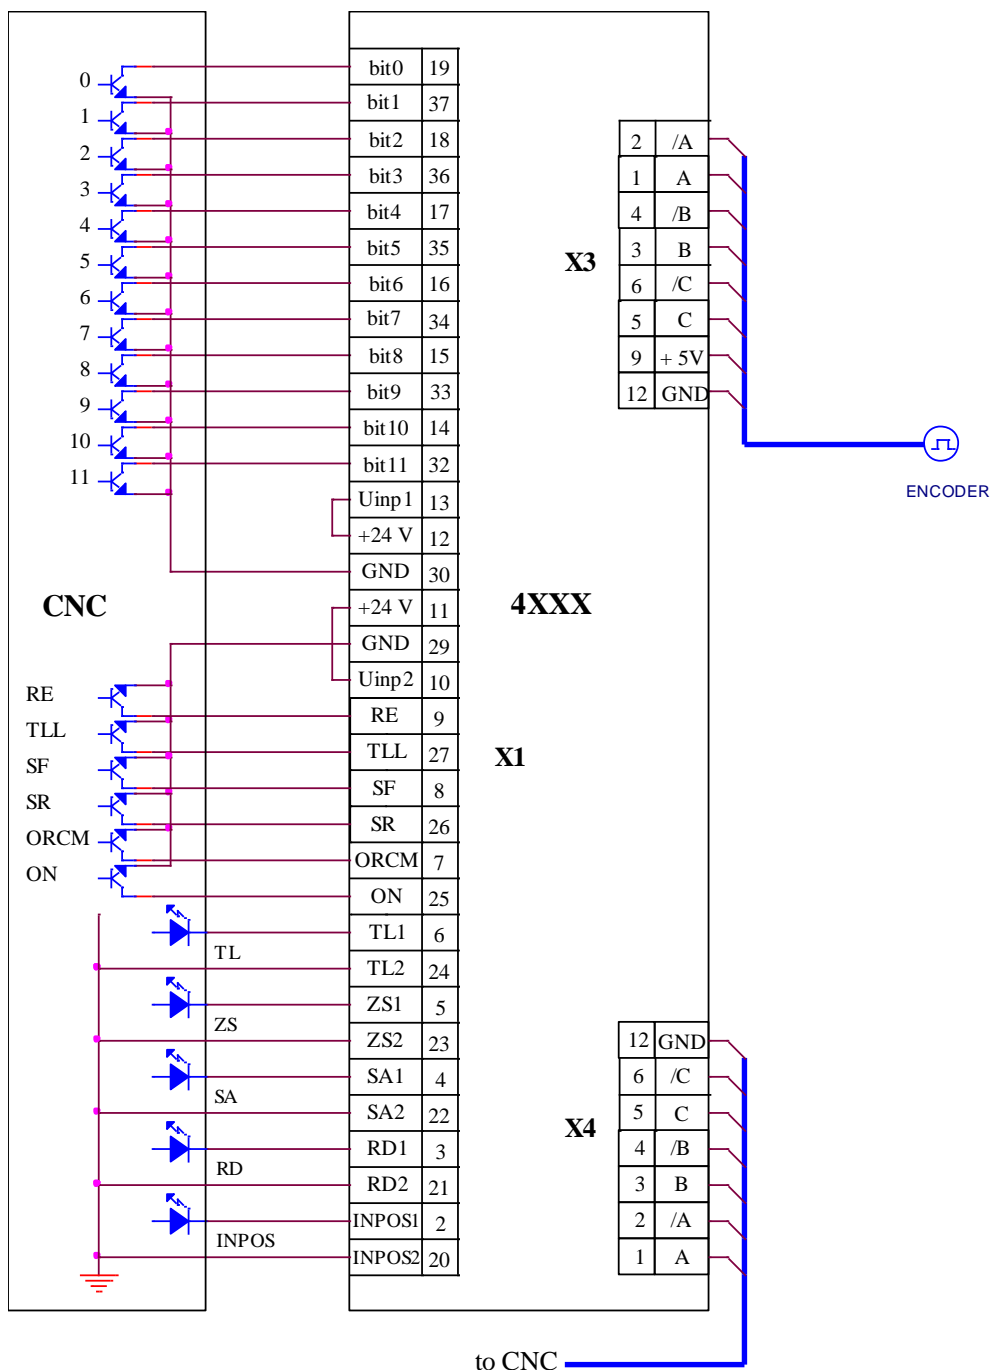 0 bit0 19
1 bit1 37
2 bit2 18 2 /A
3 bit3 36 1 A
4 bit4 17 4 /B
5 bit5 35 X3 3 B
6 bit6 16 6 /C
7 bit7 34 5 C
8 bit8 15 9 + 5V
9 bit9 33 12 GND
10 bit10 14
11 bit11 32
ENCODER
Uinp1 13
+24 V 12
GND 30
CNC +24 V 11 4XXX
GND 29
Uinp2 10
RE RE 9
TLL TLL 27 X1
SF SF 8
SR SR 26
ORCM ORCM 7
ON ON 25
TL1 6
TL
TL2 24
ZS1 5
ZS
ZS2 23 12 GND
SA1 4 6 /C
SA
SA2 22 X4 5 C
RD1 3 4 /B
RD
RD2 21 3 B
INPOS1 2 2 /A
INPOS
INPOS2 20 1 A
to CNC